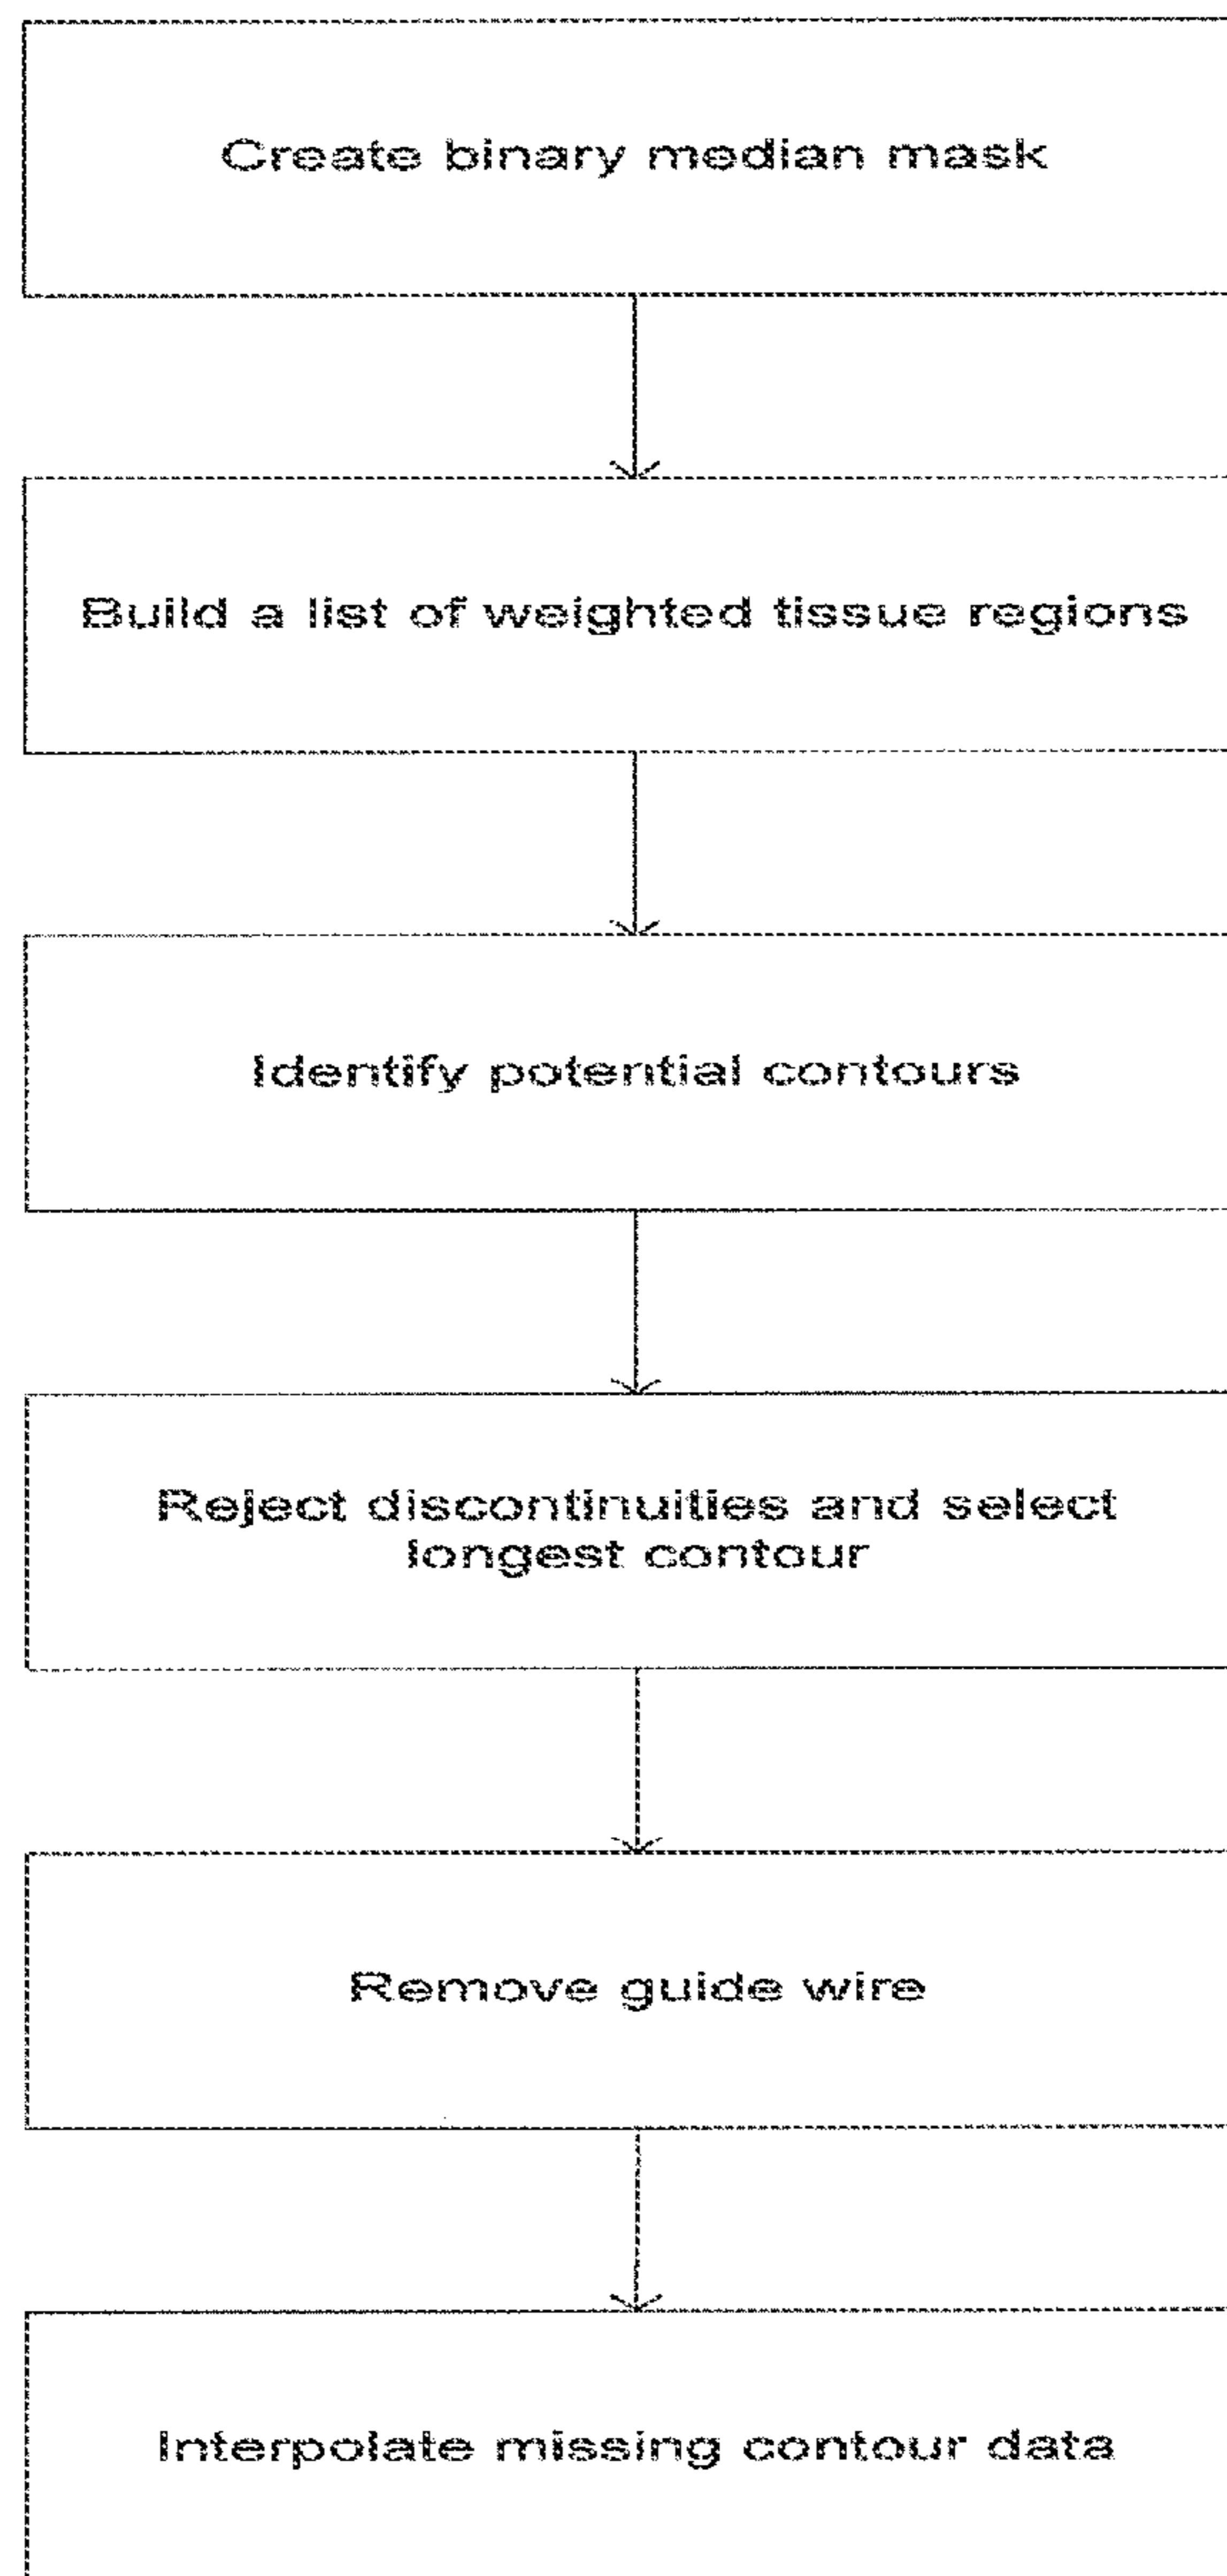 Create binary median mask
Build a list of weighted tissue regions
Identify potential contours
Reject discontinuities and select
longest contour
Remove guide wire
Interpolate missing contour data